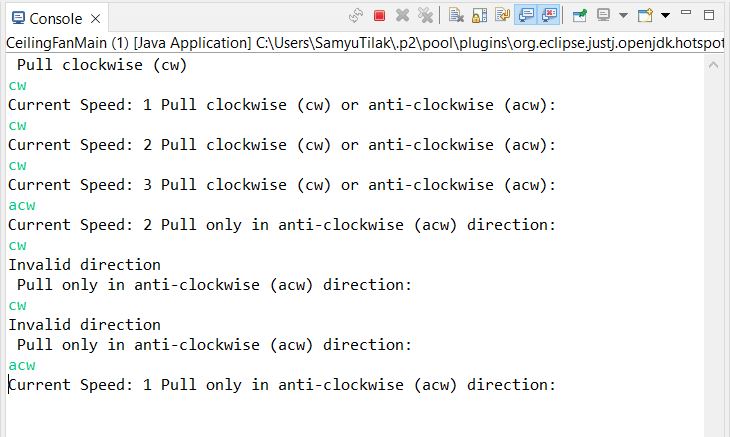 Console
CeilingFanMain (1) [Java Application] C:\Users\SamyuTilak\.p2\pool\plugins\org.eclipse.justj.openjdk.hotspot
Pull clockwise (cw)
cw
Current Speed: 1 Pull clockwise (cw) or anti-clockwise (acw):
cw
Current Speed: 2 Pull clockwise (cw) or anti-clockwise (acw):
cw
Current Speed: 3 Pull clockwise (cw) or anti-clockwise (acw):
acw
Current Speed: 2 Pull only in anti-clockwise (acw) direction:
cw
Invalid direction
Pull only in anti-clockwise (acw) direction:
cw
Invalid direction
Pull only in anti-clockwise (acw) direction:
acw
Current Speed: 1 Pull only in anti-clockwise (acw) direction: